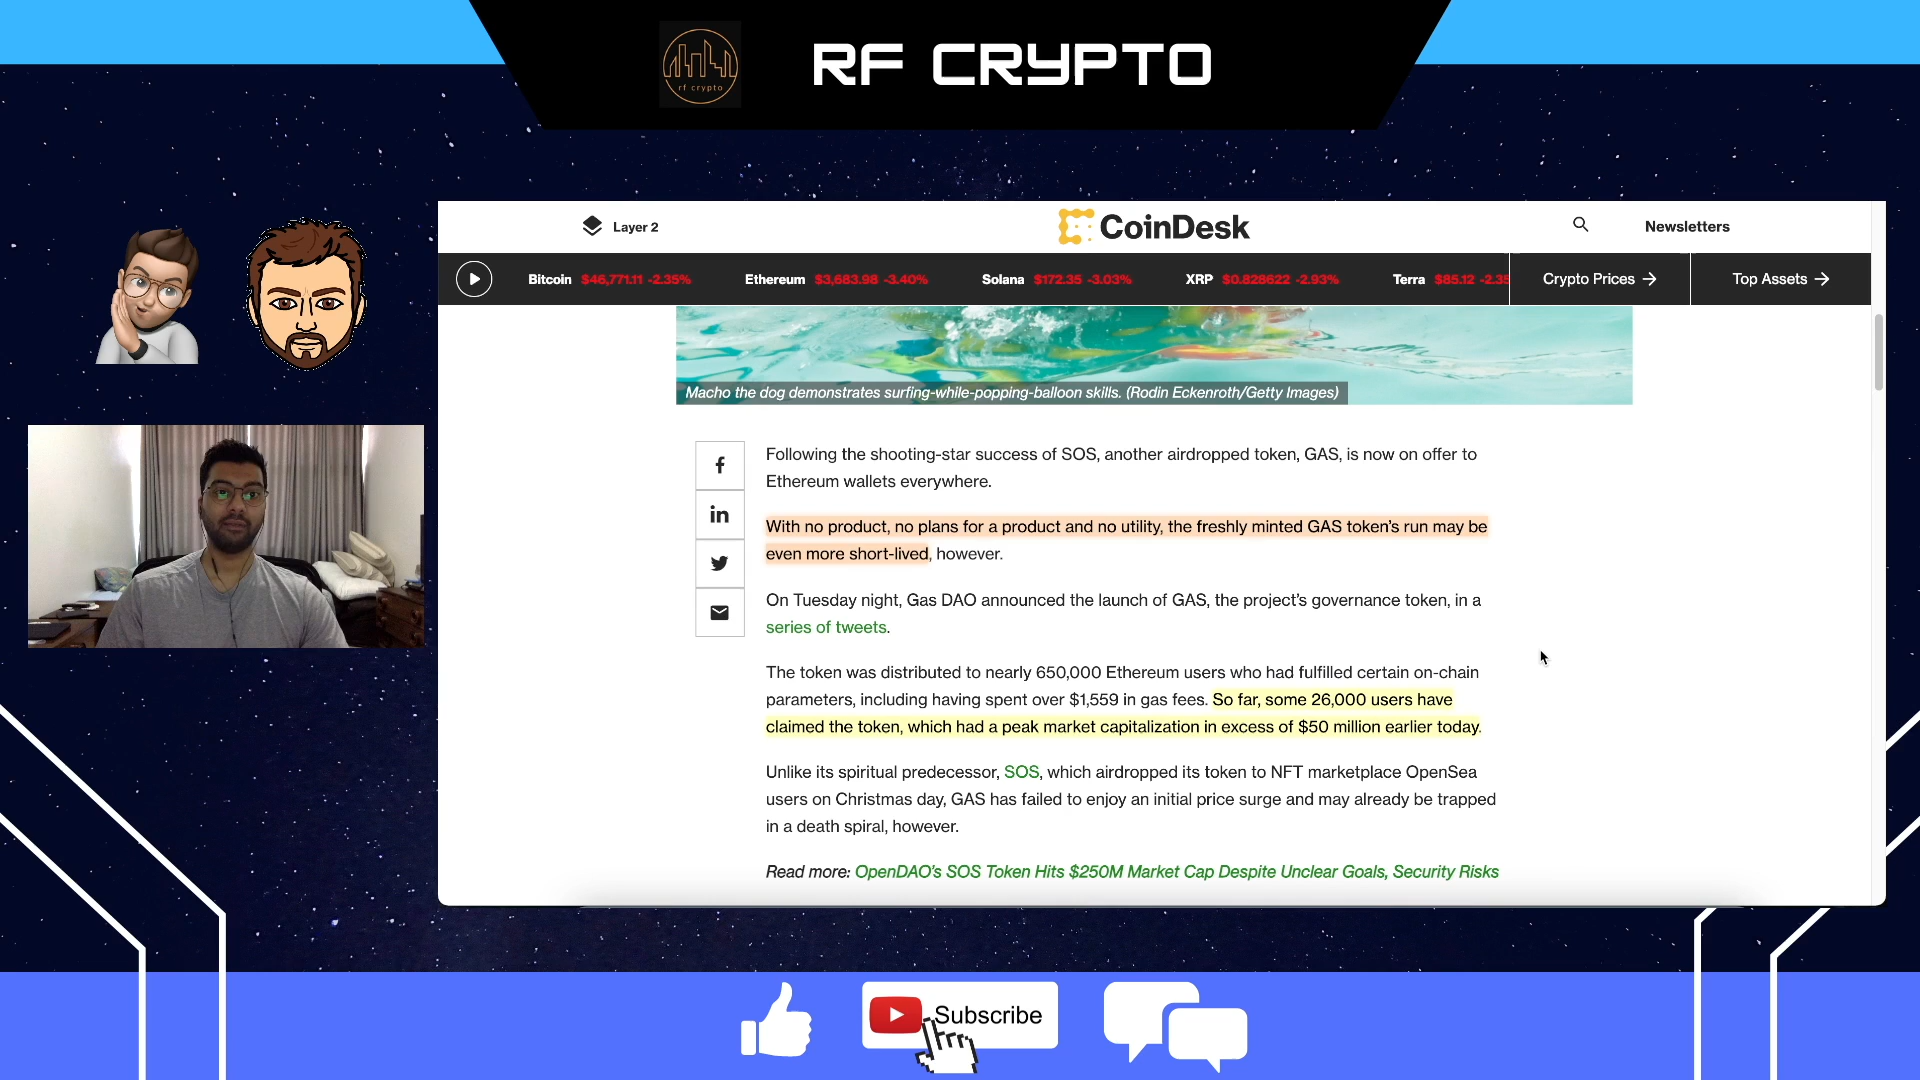 rf crypto
RF CRYPTO
Layer 2
CoinDesk
Newsletters
Bitcoin $46,771.11 -2.35%
Ethereum $3,683.98 -3.40%
Solana $172.35 -3.03%
XRP $0.828622 -2.93%
Terra $85.12 -2.35
Crypto Prices
Top Assets
Macho the dog demonstrates surfing-while-popping-balloon skills. (Rodin Eckenroth/Getty Images)
Following the shooting-star success of SOS, another airdropped token, GAS, is now on offer to
Ethereum wallets everywhere.
With no product, no plans for a product and no utility, the freshly minted GAS token's run may be
even more short-lived, however.
On Tuesday night, Gas DAO announced the launch of GAS, the project's governance token, in a
series of tweets.
The token was distributed to nearly 650,000 Ethereum users who had fulfilled certain on-chain
parameters, including having spent over $1,559 in gas fees. So far, some 26,000 users have
claimed the token, which had a peak market capitalization in excess of $50 million earlier today.
Unlike its spiritual predecessor, SOS, which airdropped its token to NFT marketplace OpenSea
users on Christmas day, GAS has failed to enjoy an initial price surge and may already be trapped
in a death spiral, however.
Read more: OpenDAO's SOS Token Hits $250M Market Cap Despite Unclear Goals, Security Risks
Subscribe